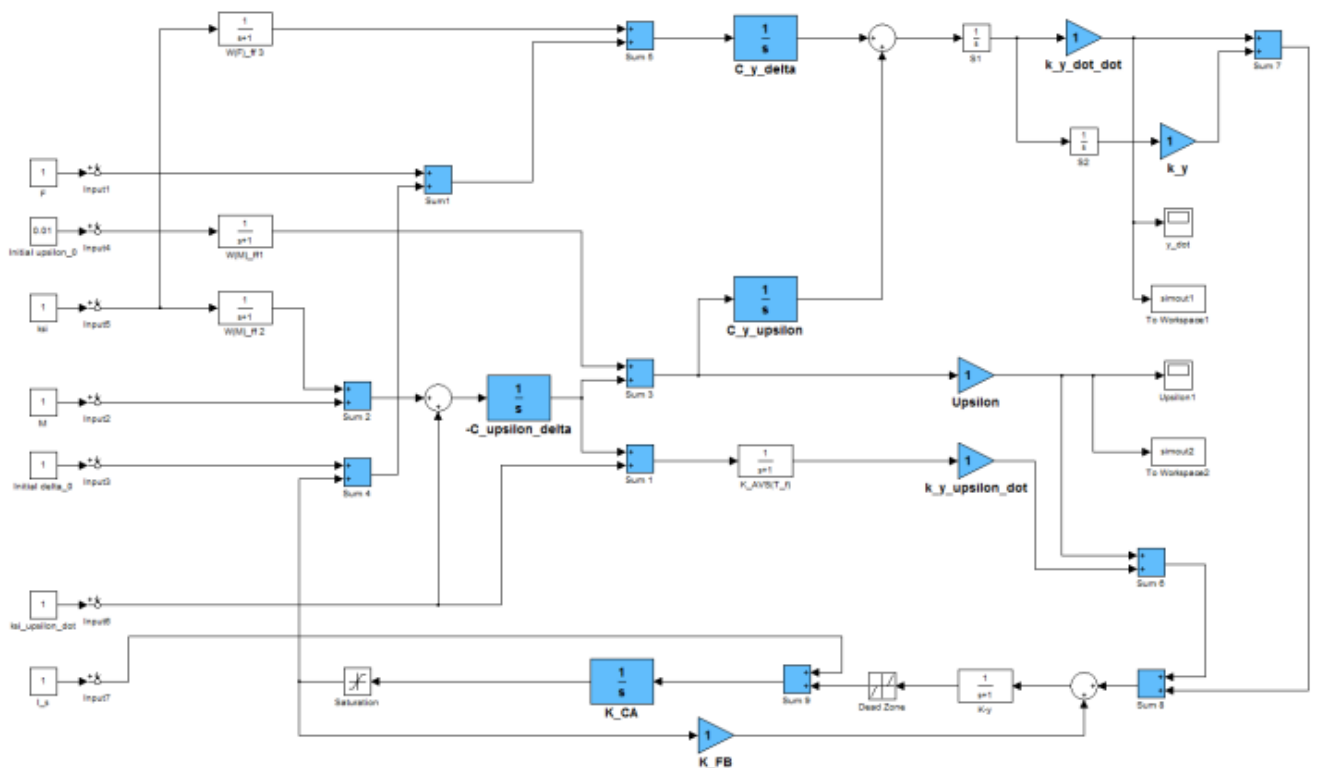 1
s+1
W(F)_ff 3
Sum 5
1
s
C_y_delta
1
s
S1
1
k_y_dot_dot
Sum 7
1
s
S2
1
k_y
1
F
Input1
Sum1
0.01
Initial upsilon_0
Input4
1
s+1
W(M)_ff1
y_dot
1
ksi
Input5
1
s+1
W(M)_ff 2
1
s
C_y_upsilon
simout1
To Workspace1
1
M
Input2
Sum 2
1
s
-C_upsilon_delta
Sum 3
1
Upsilon
Upsilon1
1
Initial delta_0
Input3
Sum 4
Sum 1
1
s+1
K_AVS(T_f)
1
k_y_upsilon_dot
simout2
To Workspace2
Sum 6
1
ksi_upsilon_dot
Input6
1
I_s
Input7
Saturation
1
s
K_CA
Sum 9
Dead Zone
1
s+1
K-y
Sum 8
1
K_FB